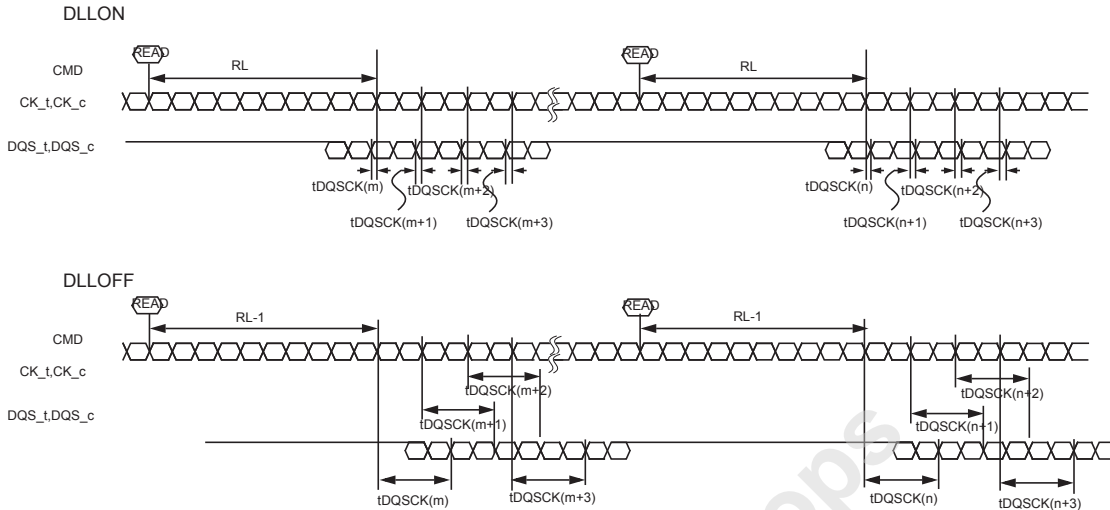 DLLON
READ READ
CMD RL RL
CK_t,CK_c
DQS_t,DQS_c
tDQSCK(m) tDQSCK(m+2) tDQSCK(n) tDQSCK(n+2)
tDQSCK(m+1) tDQSCK(m+3) tDQSCK(n+1) tDQSCK(n+3)
DLLOFF
READ READ
RL-1 RL-1
CMD
CK_t,CK_c
tDQSCK(m+2) tDQSCK(n+2)
DQS_t,DQS_c
tDQSCK(m+1) tDQSCK(n+1)
tDQSCK(m) tDQSCK(m+3) tDQSCK(n) tDQSCK(n+3)
ops